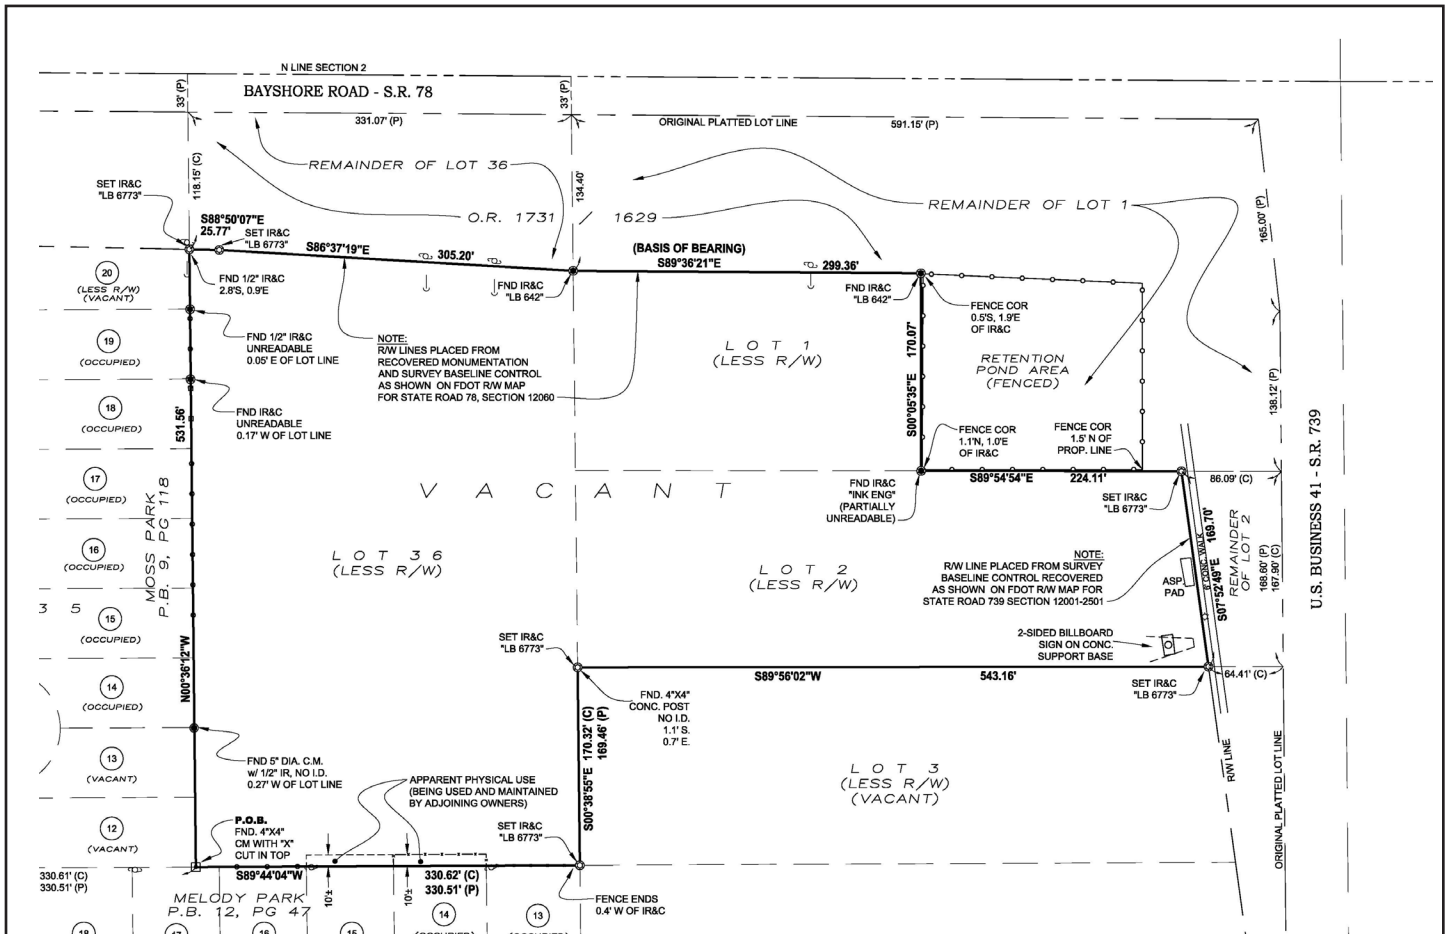 N LINE SECTION 2
BAYSHORE ROAD - S.R. 78
33' (P)
33' (P)
331.07' (P)
ORIGINAL PLATTED LOT LINE
591.15' (P)
REMAINDER OF LOT 36
118.15' (C)
134.40'
SET IR&C
"LB 6773"
S88°50'07"E
25.77'
SET IR&C
"LB 6773"
O.R. 1731 / 1629
REMAINDER OF LOT 1
165.00' (P)
S86°37'19"E
305.20'
(BASIS OF BEARING)
S89°36'21"E
299.36'
20
(LESS R/W)
(VACANT)
FND 1/2" IR&C
2.8'S, 0.9'E
FND IR&C
"LB 642"
FND IR&C
"LB 642"
FENCE COR
0.5'S, 1.9'E
OF IR&C
19
(OCCUPIED)
FND 1/2" IR&C
UNREADABLE
0.05' E OF LOT LINE
NOTE:
R/W LINES PLACED FROM
RECOVERED MONUMENTATION
AND SURVEY BASELINE CONTROL
AS SHOWN ON FDOT R/W MAP
FOR STATE ROAD 78, SECTION 12060
LOT 1
(LESS R/W)
S00°05'35"E 170.07'
RETENTION
POND AREA
(FENCED)
138.12' (P)
18
(OCCUPIED)
531.56'
FND IR&C
UNREADABLE
0.17' W OF LOT LINE
FENCE COR
1.1'N, 1.0'E
OF IR&C
FENCE COR
1.5' N OF
PROP. LINE
U.S. BUSINESS 41 - S.R. 739
17
(OCCUPIED)
MOSS PARK
P.B. 9, PG 118
VACANT
FND IR&C
"INK ENG"
(PARTIALLY
UNREADABLE)
S89°54'54"E
224.11'
SET IR&C
"LB 6773"
86.09' (C)
16
(OCCUPIED)
LOT 36
(LESS R/W)
LOT 2
(LESS R/W)
NOTE:
R/W LINE PLACED FROM SURVEY
BASELINE CONTROL RECOVERED
AS SHOWN ON FDOT R/W MAP FOR
STATE ROAD 739 SECTION 12001-2501
ASP.
PAD
6' CONC. WALK
S07°52'49"E 169.70'
REMAINDER
OF LOT 2
168.60' (P)
167.90' (C)
3 5
15
(OCCUPIED)
N00°36'12"W
SET IR&C
"LB 6773"
2-SIDED BILLBOARD
SIGN ON CONC.
SUPPORT BASE
14
(OCCUPIED)
S89°56'02"W
543.16'
SET IR&C
"LB 6773"
64.41' (C)
FND. 4"X4"
CONC. POST
NO I.D.
1.1' S.
0.7' E.
13
(VACANT)
FND 5" DIA. C.M.
w/ 1/2" IR, NO I.D.
0.27' W OF LOT LINE
APPARENT PHYSICAL USE
(BEING USED AND MAINTAINED
BY ADJOINING OWNERS)
S00°38'55"E 170.32' (C)
169.46' (P)
LOT 3
(LESS R/W)
(VACANT)
R/W LINE
ORIGINAL PLATTED LOT LINE
12
(VACANT)
P.O.B.
FND. 4"X4"
CM WITH "X"
CUT IN TOP
SET IR&C
"LB 6773"
330.61' (C)
330.51' (P)
S89°44'04"W
330.62' (C)
330.51' (P)
10'±
10'±
MELODY PARK
P.B. 12, PG 47
FENCE ENDS
0.4' W OF IR&C
18
17
16
15
14
(OCCUPIED)
13
(OCCUPIED)